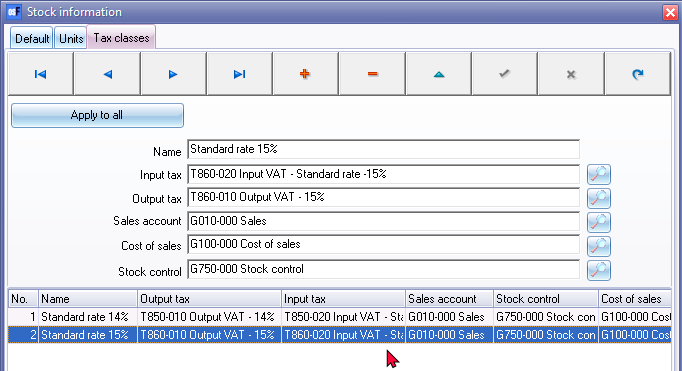 Stock information
Default Units Tax classes
Apply to all
Name Standard rate 15%
Input tax T860-020 Input VAT - Standard rate -15%
Output tax T860-010 Output VAT - 15%
Sales account G010-000 Sales
Cost of sales G100-000 Cost of sales
Stock control G750-000 Stock control
No. Name Output tax Input tax Sales account Stock control Cost of sales
1 Standard rate 14% T850-010 Output VAT - 14% T850-020 Input VAT - Sta G010-000 Sales G750-000 Stock con G100-000 Cost
2 Standard rate 15% T860-010 Output VAT - 15% T860-020 Input VAT - Sta G010-000 Sales G750-000 Stock con G100-000 Cost